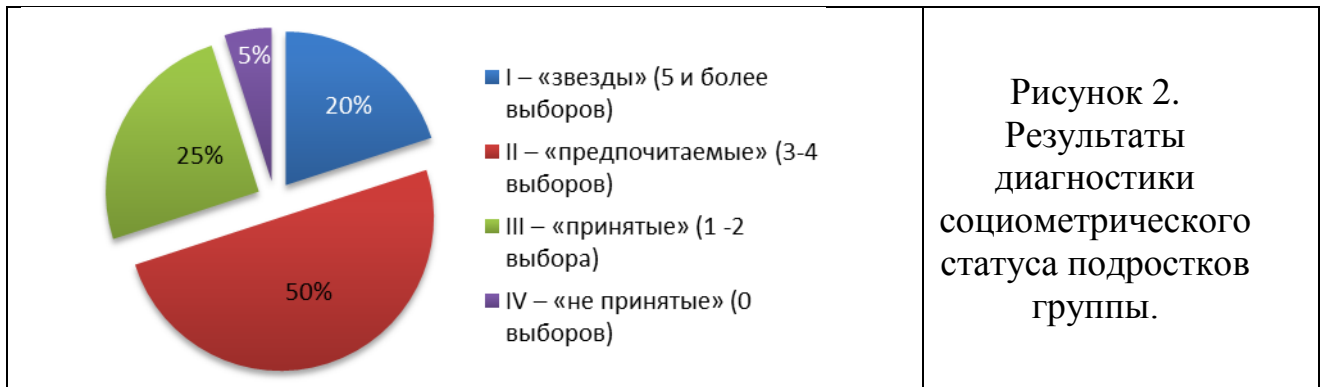 5%
20%
25%
50%
I – «звезды» (5 и более
выборов)
II – «предпочитаемые» (3-4
выборов)
III – «принятые» (1 -2
выбора)
IV – «не принятые» (0
выборов)
Рисунок 2.
Результаты
диагностики
социометрического
статуса подростков
группы.